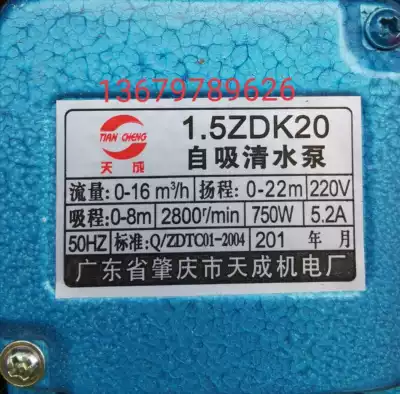 13679789626
TIAN CHENG
天成
1.5ZDK20
自吸清水泵
流量:0-16 m³/h 扬程:0-22m 220V
吸程:0-8m 2800r/min 750W 5.2A
50HZ 标准:Q/ZDTC01-2004 201 年 月
广东省肇庆市天成机电厂